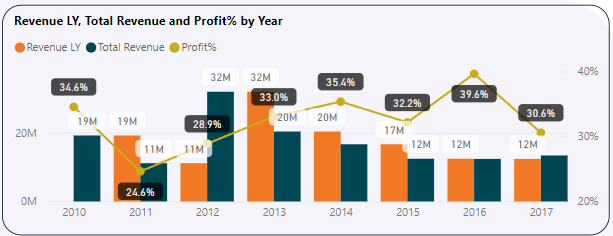 Revenue LY, Total Revenue and Profit% by Year
Revenue LY Total Revenue Profit%
40%
30%
20%
20M
0M
34.6%
24.6%
28.9%
33.0%
35.4%
32.2%
39.6%
30.6%
19M
19M
11M
11M
32M
32M
20M
20M
17M
12M
12M
12M
2010 2011 2012 2013 2014 2015 2016 2017